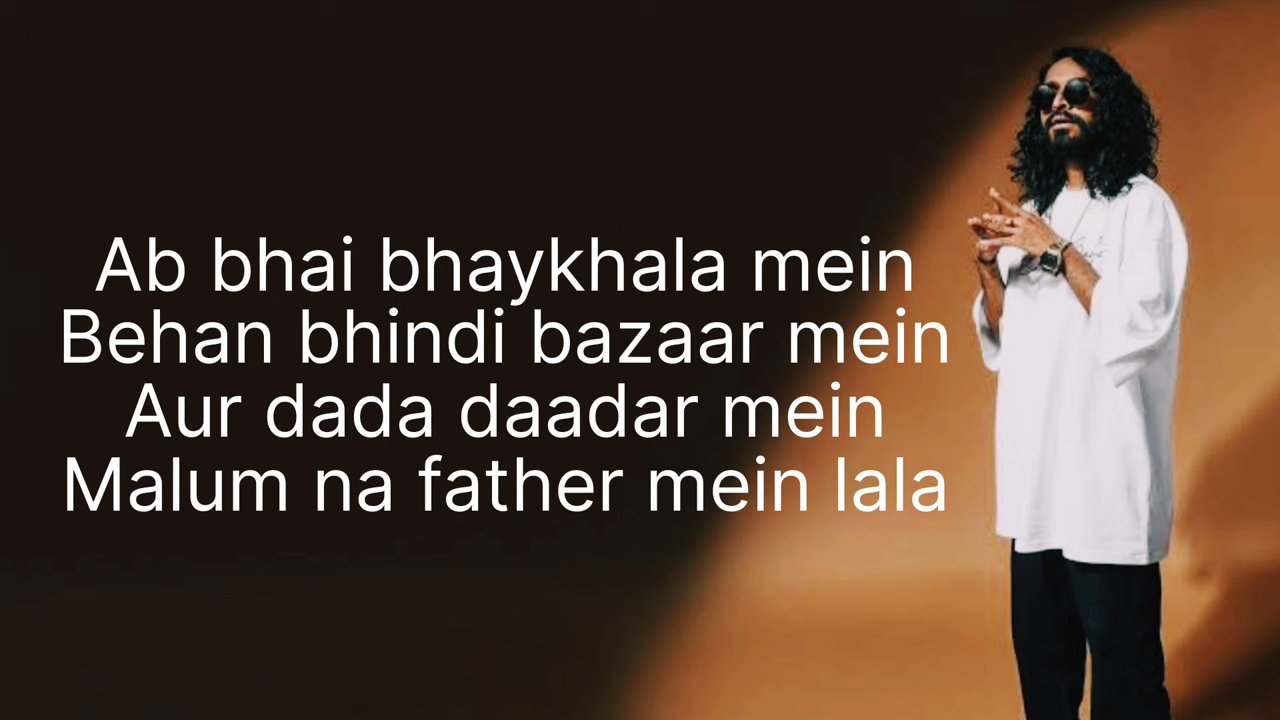 Ab bhai bhaykhala mein
Behan bhindi bazaar mein
Aur dada daadar mein
Malum na father mein lala